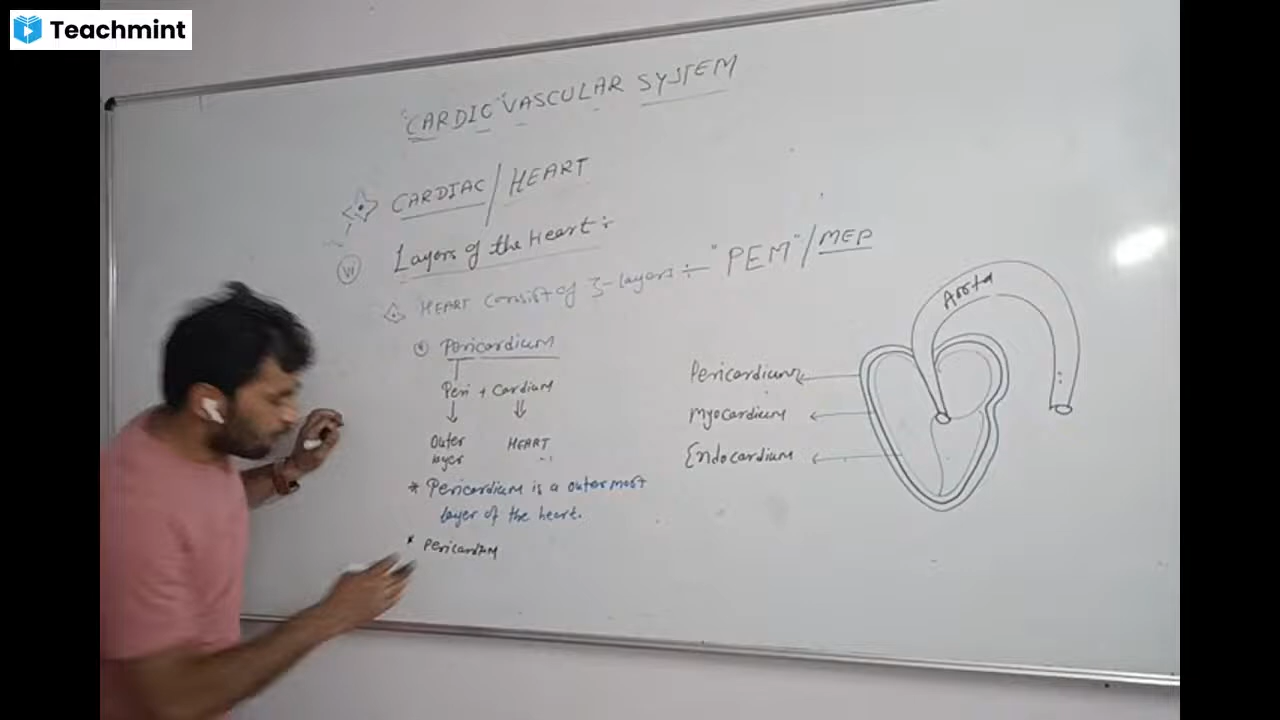 Teachmint
"CARDIO" VASCULAR SYSTEM
CARDIAC / HEART
vi Layers of the Heart :
HEART consist of 3-layers :- "PEM" / MEP
Pericardium
Peri + Cardium
Outer layer
HEART
* Pericardium is a outermost
layer of the heart.
* Pericardium
Aorta
Pericardium
Myocardium
Endocardium